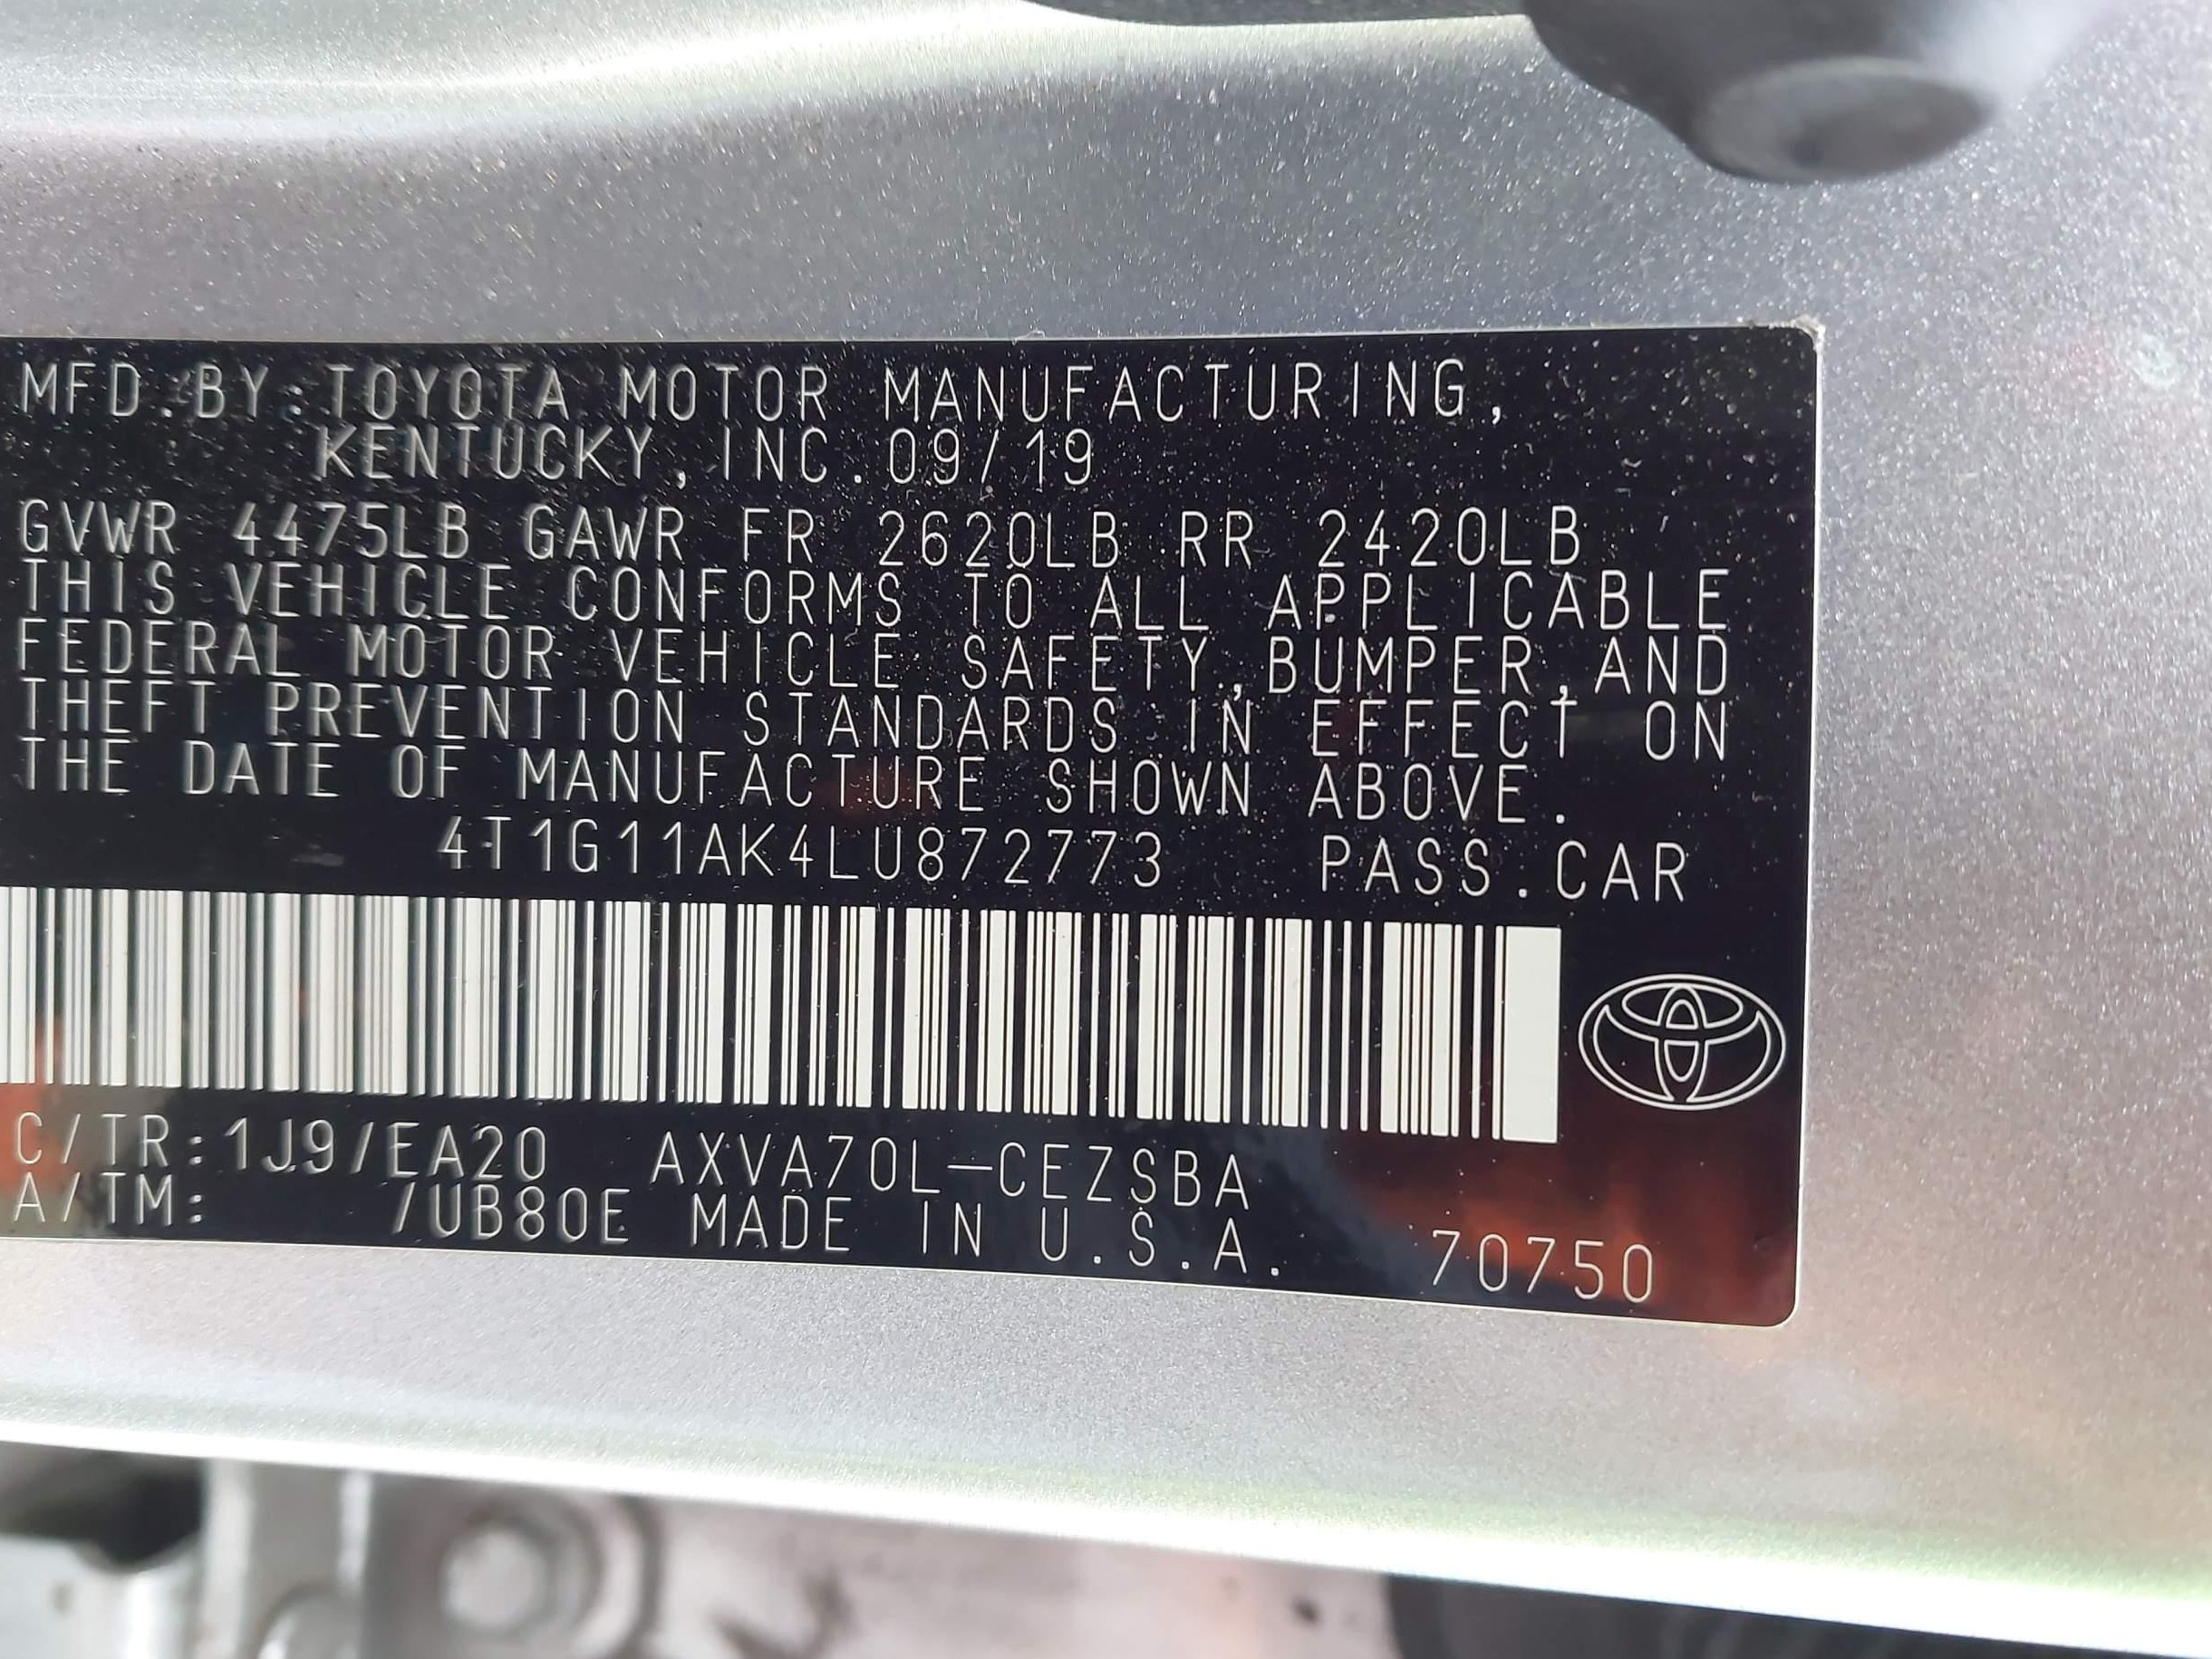 MFD.BY:TOYOTA MOTOR MANUFACTURING,
KENTUCKY, INC.09/19
GVWR 4475LB GAWR FR 2620LB RR 2420LB
THIS VEHICLE CONFORMS TO ALL APPLICABLE
FEDERAL MOTOR VEHICLE SAFETY,BUMPER,AND
THEFT PREVENTION STANDARDS IN EFFECT ON
THE DATE OF MANUFACTURE SHOWN ABOVE.
4T1G11AK4LU872773 PASS.CAR
C/TR:1J9/EA20 AXVA70L-CEZSBA
A/TM: /UB80E MADE IN U.S.A. 70750